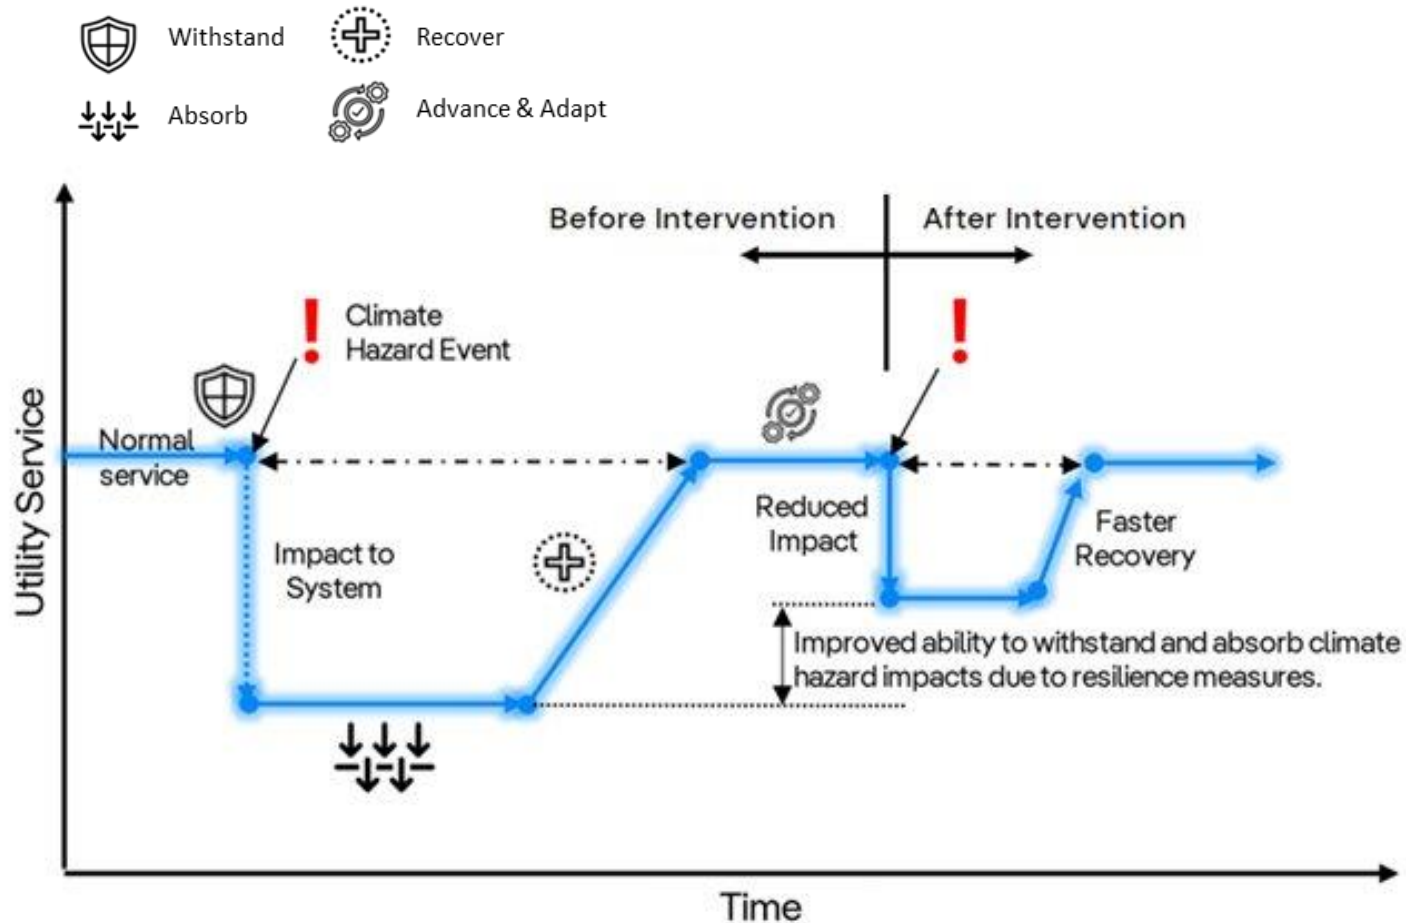 Withstand
Recover
Absorb
Advance & Adapt
Before Intervention
After Intervention
Climate
Hazard Event
Normal
service
Impact to
System
Reduced
Impact
Faster
Recovery
Improved ability to withstand and absorb climate
hazard impacts due to resilience measures.
Utility Service
Time